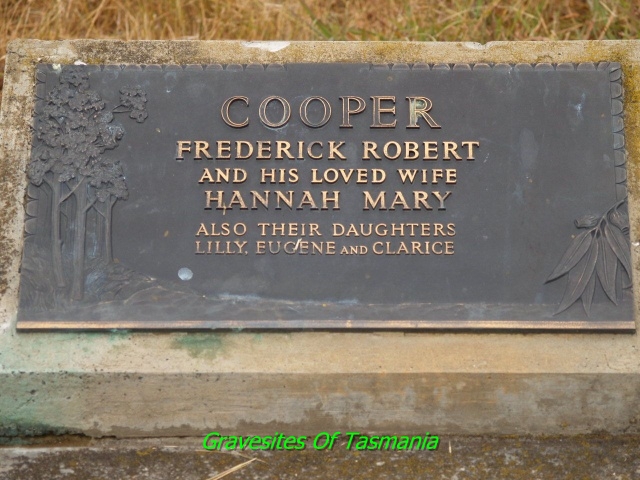 COOPER
FREDERICK ROBERT
AND HIS LOVED WIFE
HANNAH MARY
ALSO THEIR DAUGHTERS
LILLY, EUGENE AND CLARICE
Gravesites Of Tasmania